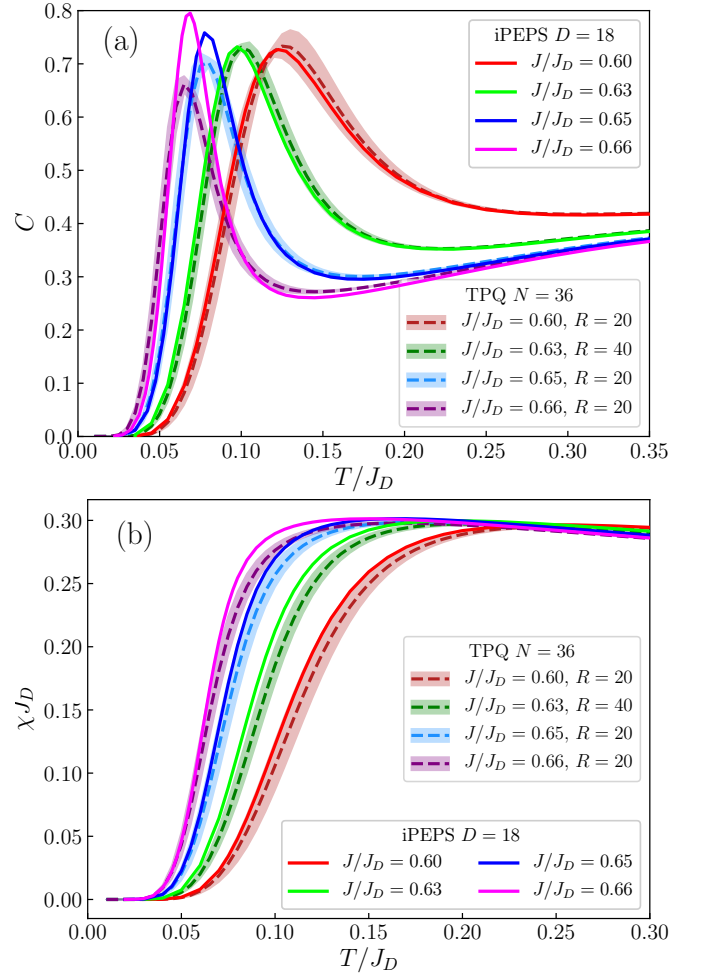 (a)
iPEPS D = 18
J/J_D = 0.60
J/J_D = 0.63
J/J_D = 0.65
J/J_D = 0.66
TPQ N = 36
J/J_D = 0.60, R = 20
J/J_D = 0.63, R = 40
J/J_D = 0.65, R = 20
J/J_D = 0.66, R = 20
C
0.8
0.7
0.6
0.5
0.4
0.3
0.2
0.1
0.0
0.00 0.05 0.10 0.15 0.20 0.25 0.30 0.35
T/J_D
(b)
TPQ N = 36
J/J_D = 0.60, R = 20
J/J_D = 0.63, R = 40
J/J_D = 0.65, R = 20
J/J_D = 0.66, R = 20
iPEPS D = 18
J/J_D = 0.60 J/J_D = 0.65
J/J_D = 0.63 J/J_D = 0.66
χJ_D
0.30
0.25
0.20
0.15
0.10
0.05
0.00
0.00 0.05 0.10 0.15 0.20 0.25 0.30
T/J_D